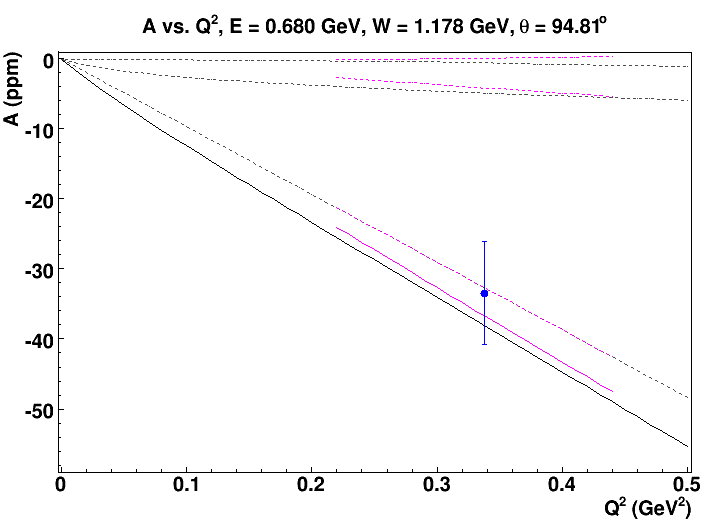 A vs. Q², E = 0.680 GeV, W = 1.178 GeV, θ = 94.81°
A (ppm)
0
-10
-20
-30
-40
-50
0 0.1 0.2 0.3 0.4 0.5
Q² (GeV²)